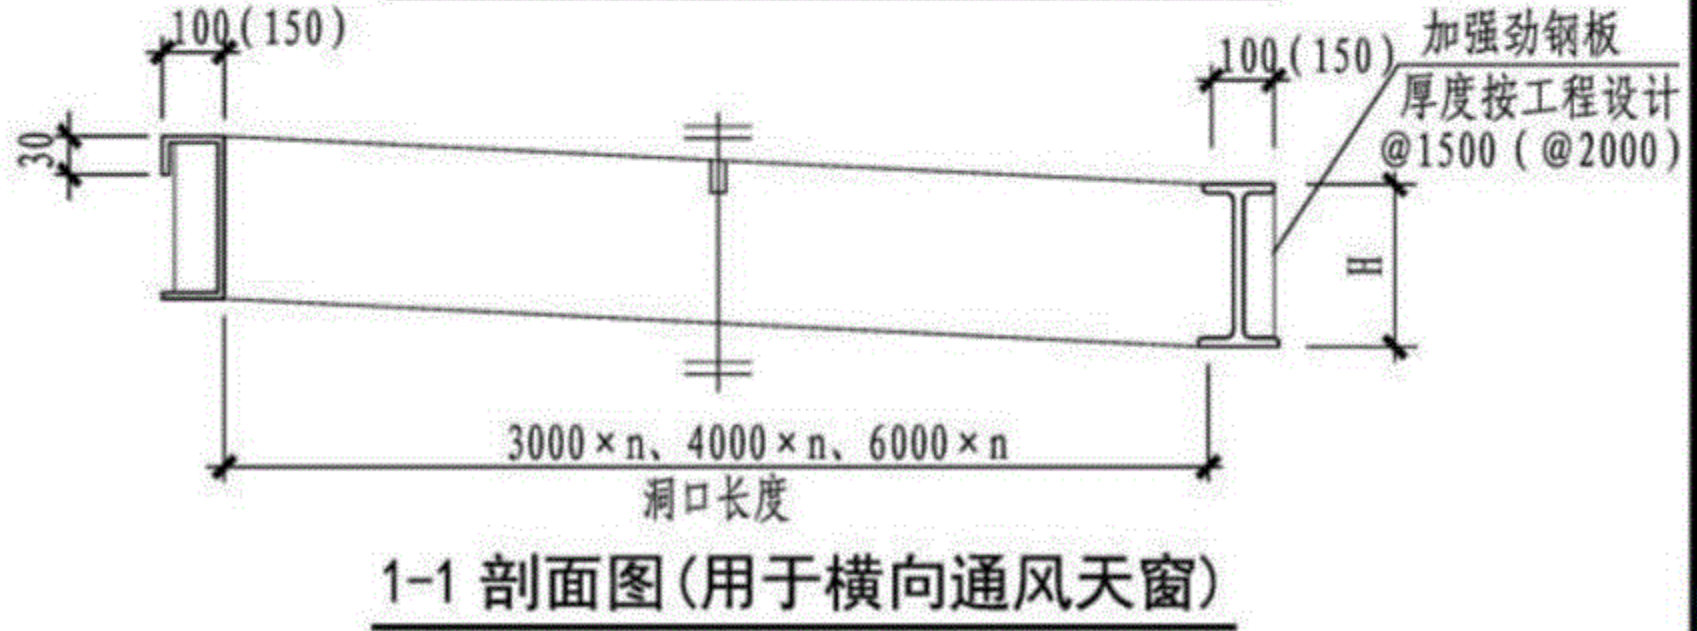 100(150)
100(150)
加强劲钢板
厚度按工程设计
@1500(@2000)
30
H
3000×n、4000×n、6000×n
洞口长度
1-1 剖面图(用于横向通风天窗)